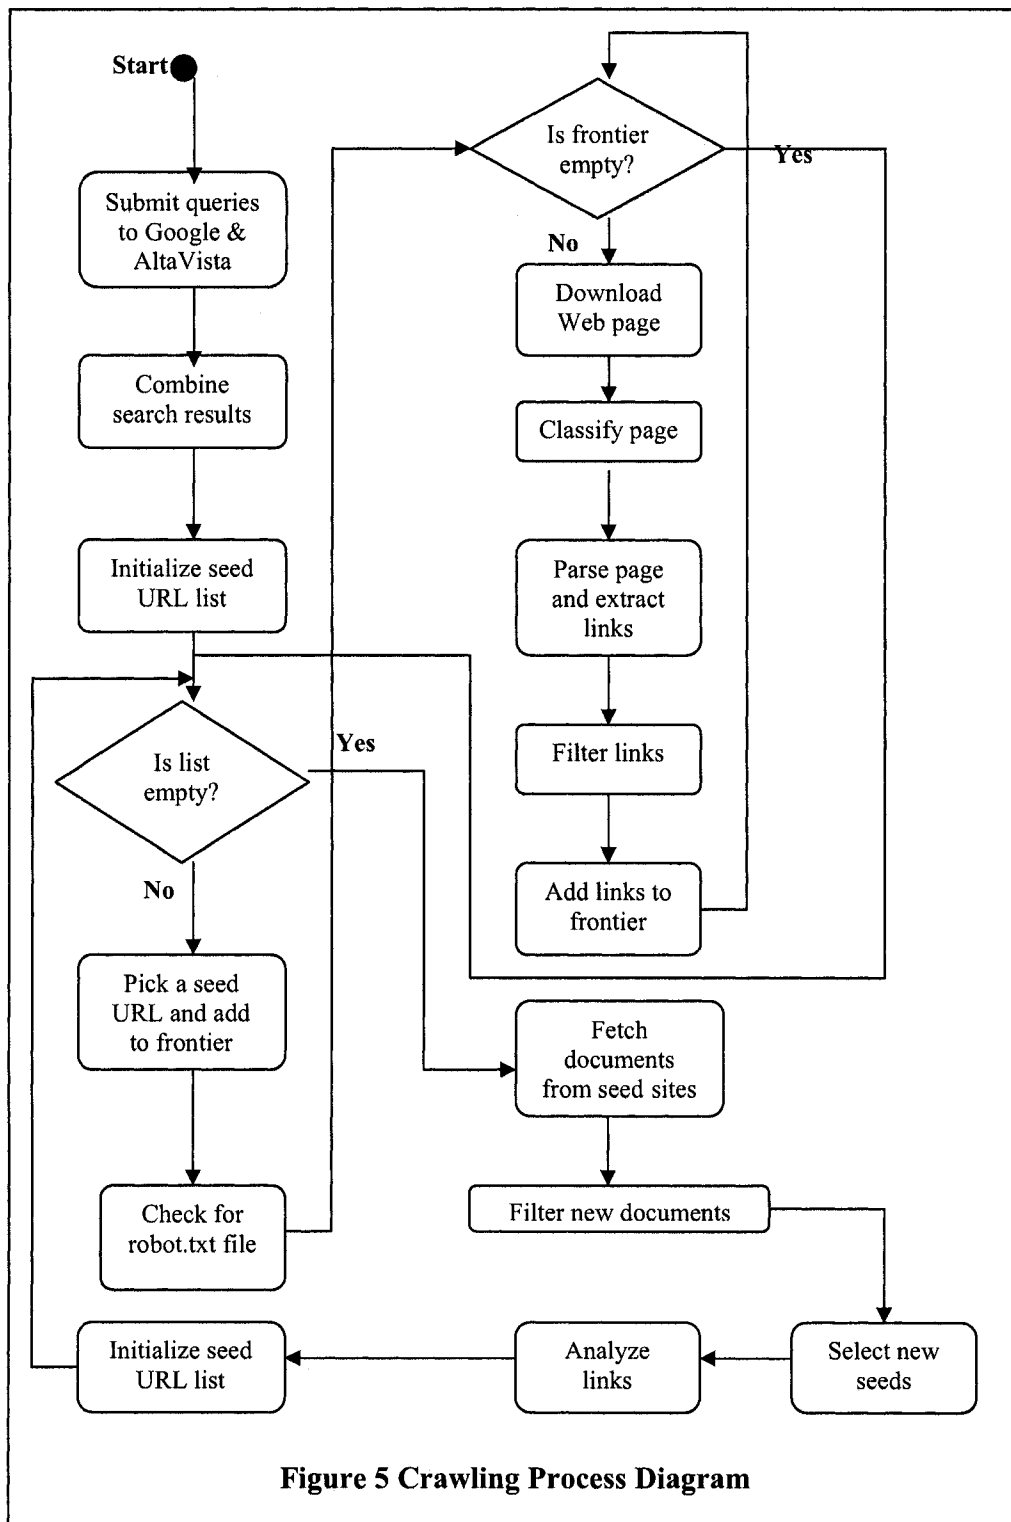 Start
Submit queries
to Google &
AltaVista
Combine
search results
Initialize seed
URL list
Is list
empty?
Yes
No
Pick a seed
URL and add
to frontier
Check for
robot.txt file
Is frontier
empty?
Yes
No
Download
Web page
Classify page
Parse page
and extract
links
Filter links
Add links to
frontier
Fetch
documents
from seed sites
Filter new documents
Select new
seeds
Analyze
links
Initialize seed
URL list
Figure 5 Crawling Process Diagram